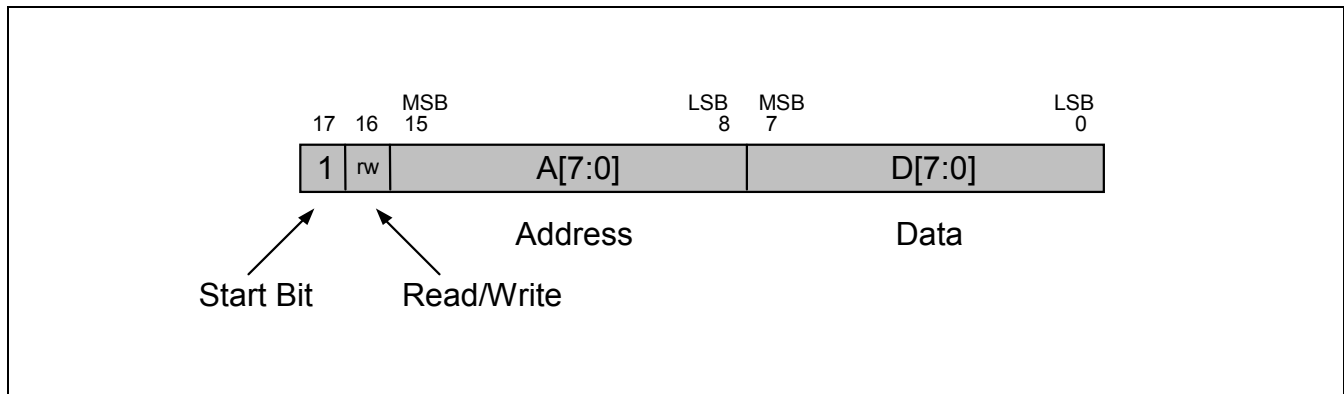 MSB LSB MSB LSB
17 16 15 8 7 0
1 rw A[7:0] D[7:0]
Address Data
Start Bit Read/Write